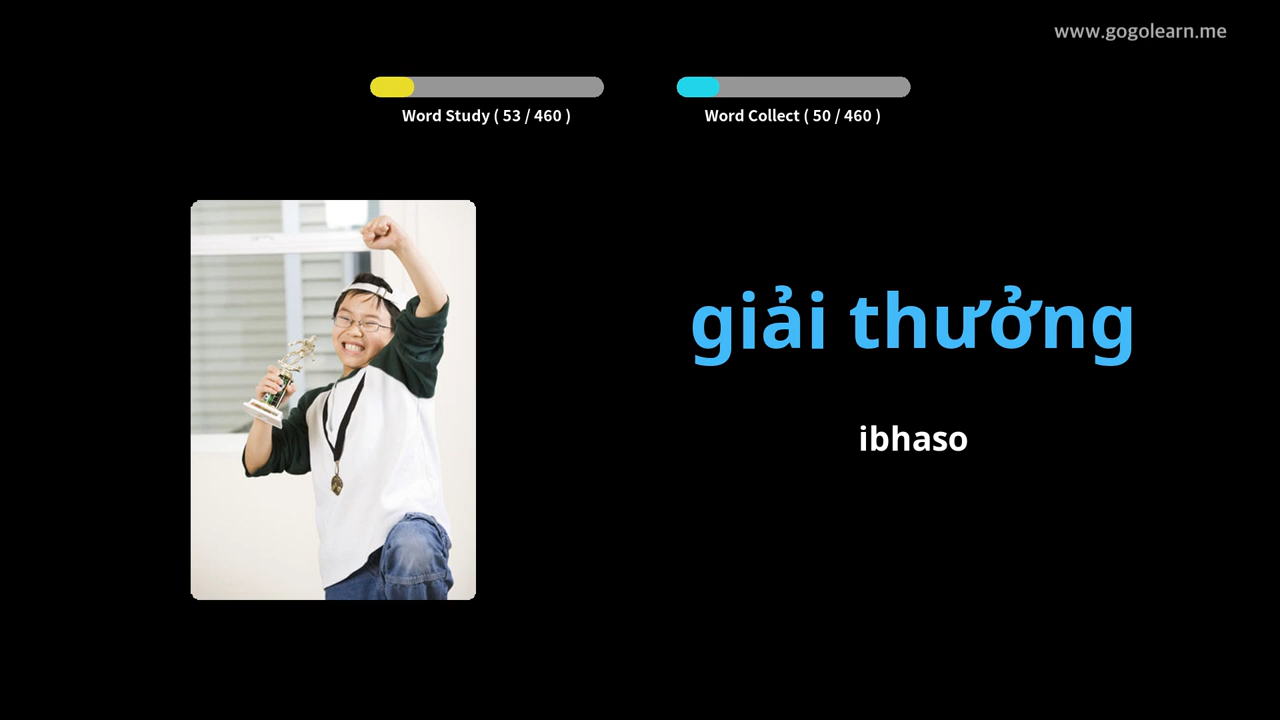 www.gogolearn.me
Word Study ( 53 / 460 )
Word Collect ( 50 / 460 )
giải thưởng
ibhaso